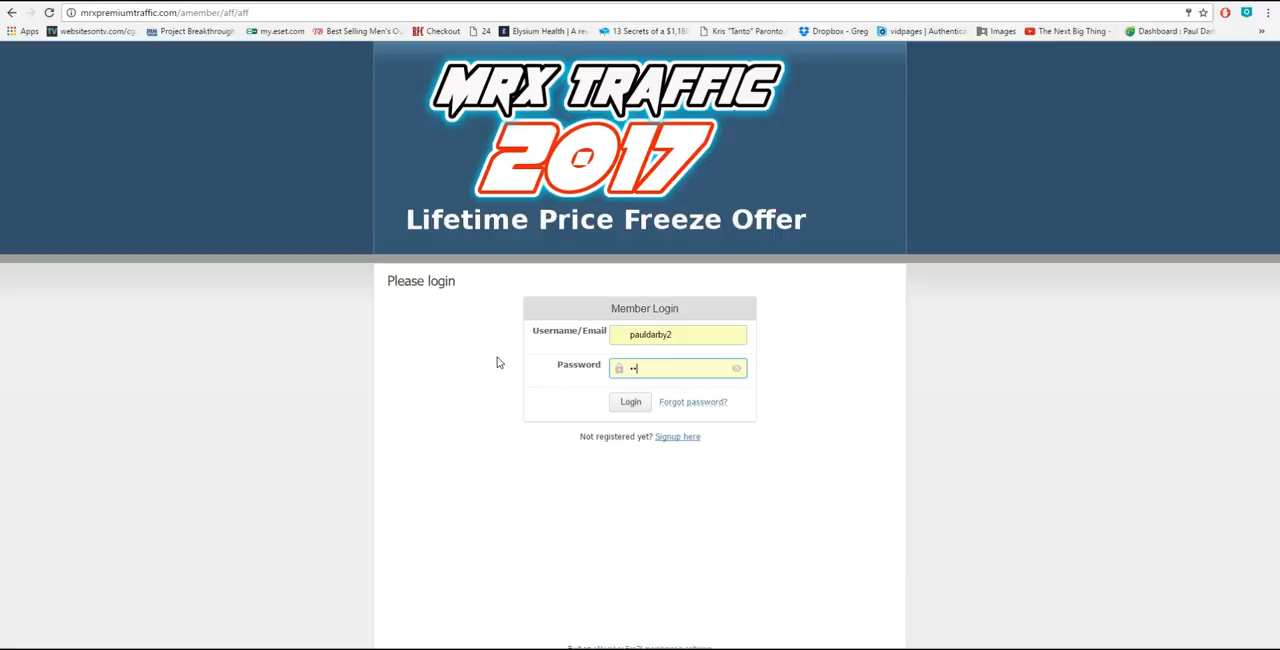 mrxpremiumtraffic.com/amember/aff/aff
Apps websitesontv.com/cg Project Breakthrough my.eset.com Best Selling Men's Ou Checkout 24 Elysium Health | A rev 13 Secrets of a $1,180 Kris "Tanto" Paronto Dropbox - Greg vidpages | Authentica Images The Next Big Thing - Dashboard : Paul Dar »
MRX TRAFFIC
2017
Lifetime Price Freeze Offer
Please login
Member Login
Username/Email pauldarby2
Password ••
Login Forgot password?
Not registered yet? Signup here